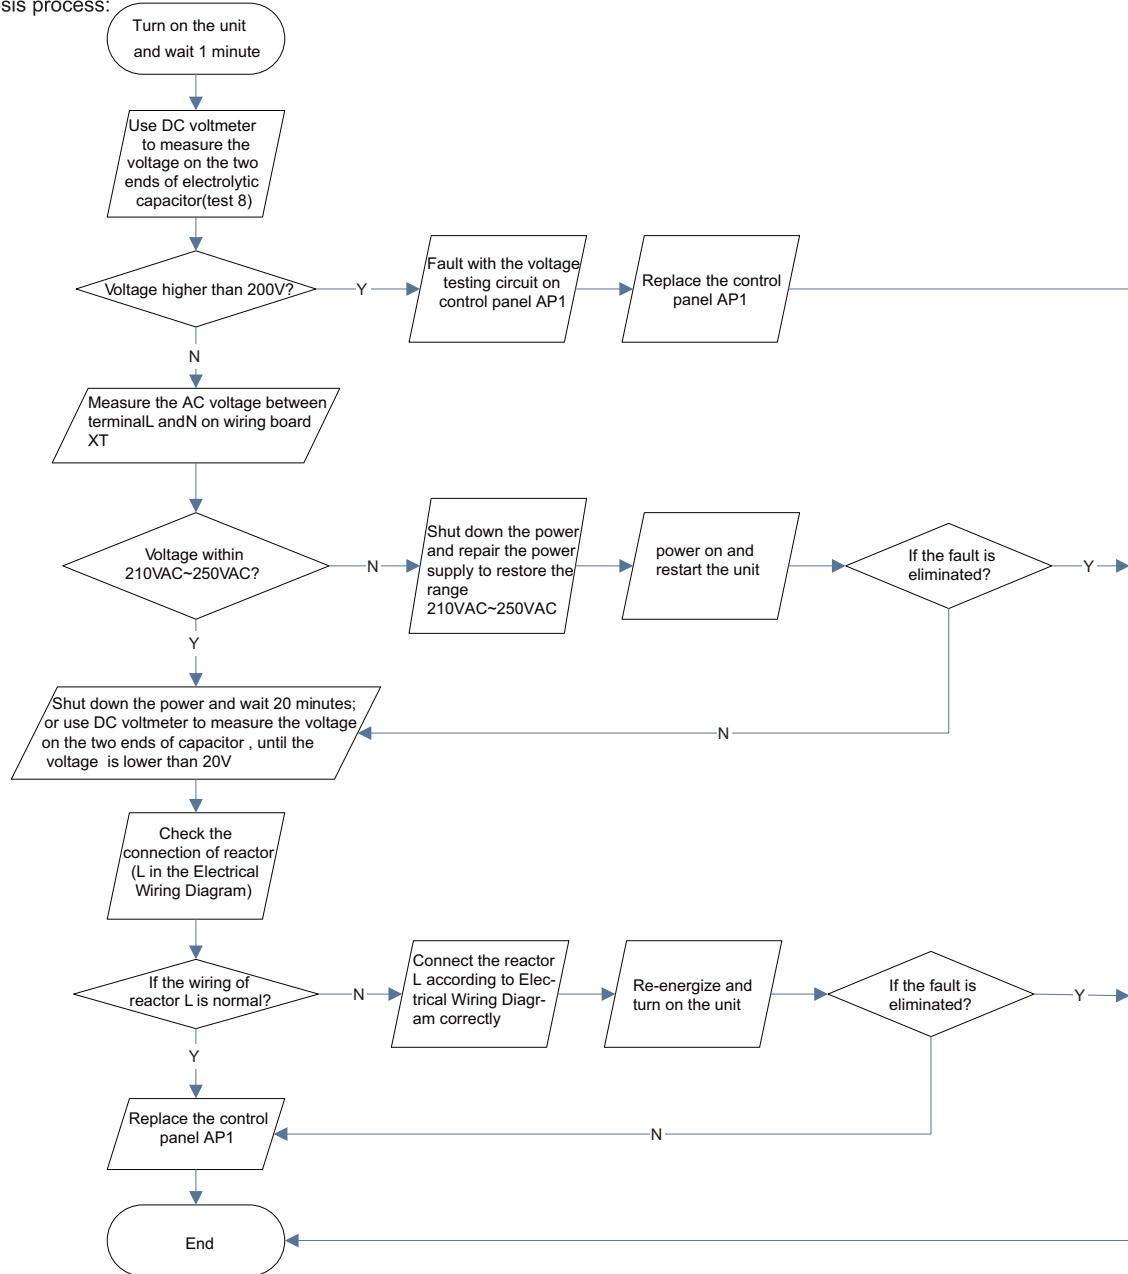 osis process:
Turn on the unit
and wait 1 minute
Use DC voltmeter
to measure the
voltage on the two
ends of electrolytic
capacitor(test 8)
Voltage higher than 200V?
Y
Fault with the voltage
testing circuit on
control panel AP1
Replace the control
panel AP1
N
Measure the AC voltage between
terminalL andN on wiring board
XT
Voltage within
210VAC~250VAC?
N
Shut down the power
and repair the power
supply to restore the
range
210VAC~250VAC
power on and
restart the unit
If the fault is
eliminated?
Y
Y
N
Shut down the power and wait 20 minutes;
or use DC voltmeter to measure the voltage
on the two ends of capacitor , until the
voltage is lower than 20V
Check the
connection of reactor
(L in the Electrical
Wiring Diagram)
If the wiring of
reactor L is normal?
N
Connect the reactor
L according to Elec-
trical Wiring Diagr-
am correctly
Re-energize and
turn on the unit
If the fault is
eliminated?
Y
Y
N
Replace the control
panel AP1
End